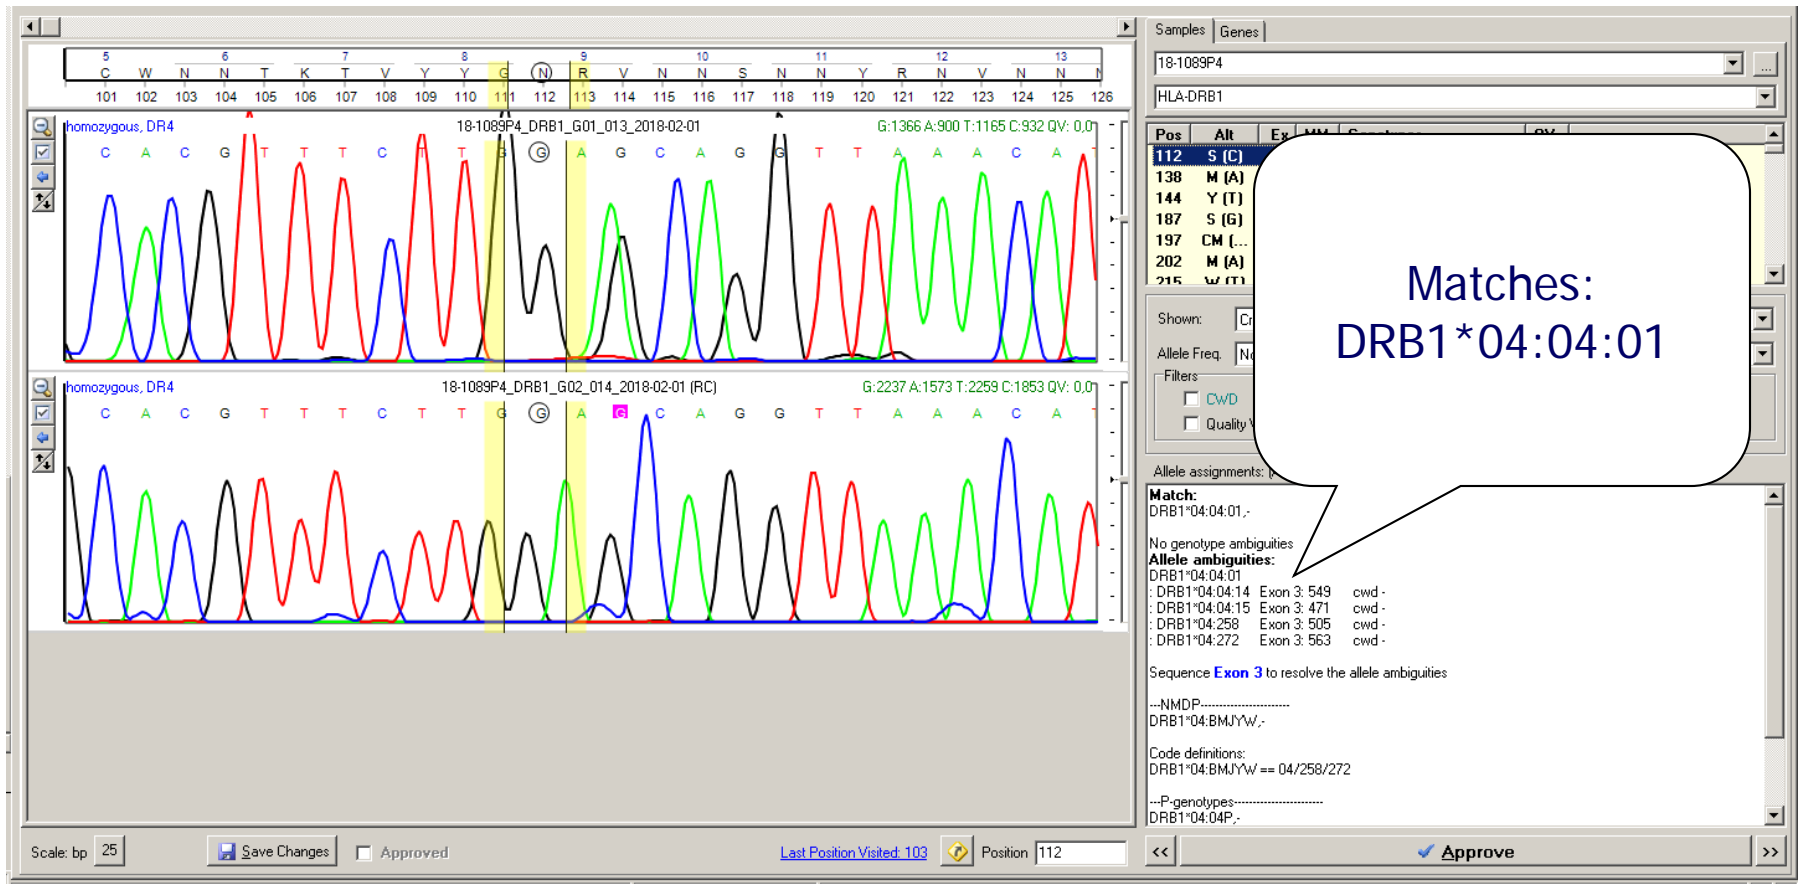 5 6 7 8 9 10 11 12 13
C W N N T K T V Y Y G N R V N N S N N Y R N V N N N
101 102 103 104 105 106 107 108 109 110 111 112 113 114 115 116 117 118 119 120 121 122 123 124 125 126
homozygous, DR4 18-1089P4_DRB1_G01_013_2018-02-01 G:1366 A:900 T:1165 C:932 QV: 0,0
C A C G T T T C T T G G A G C A G G T T A A A C A T
homozygous, DR4 18-1089P4_DRB1_G02_014_2018-02-01 (RC) G:2237 A:1573 T:2259 C:1853 QV: 0,0
C A C G T T T C T T G G A G C A G G T T A A A C A T
Scale: bp 25 Save Changes Approved Last Position Visited: 103 Position 112
Samples Genes
18-1089P4 ...
HLA-DRB1
Pos Alt Ex MM Genotypes QV
112 S (C)
138 M (A)
144 Y (T)
187 S (G)
197 CM (...
202 M (A)
215 W (T)
Shown:
Allele Freq.
Filters
CWD
Quality
Matches:
DRB1*04:04:01
Allele assignments:
Match:
DRB1*04:04:01,-
No genotype ambiguities
Allele ambiguities:
DRB1*04:04:01
: DRB1*04:04:14 Exon 3: 549 cwd -
: DRB1*04:04:15 Exon 3: 471 cwd -
: DRB1*04:258 Exon 3: 505 cwd -
: DRB1*04:272 Exon 3: 563 cwd -
Sequence Exon 3 to resolve the allele ambiguities
---NMDP-----------------------
DRB1*04:BMJYW,-
Code definitions:
DRB1*04:BMJYW == 04/258/272
---P-genotypes-----------------------
DRB1*04:04P,-
<< Approve >>